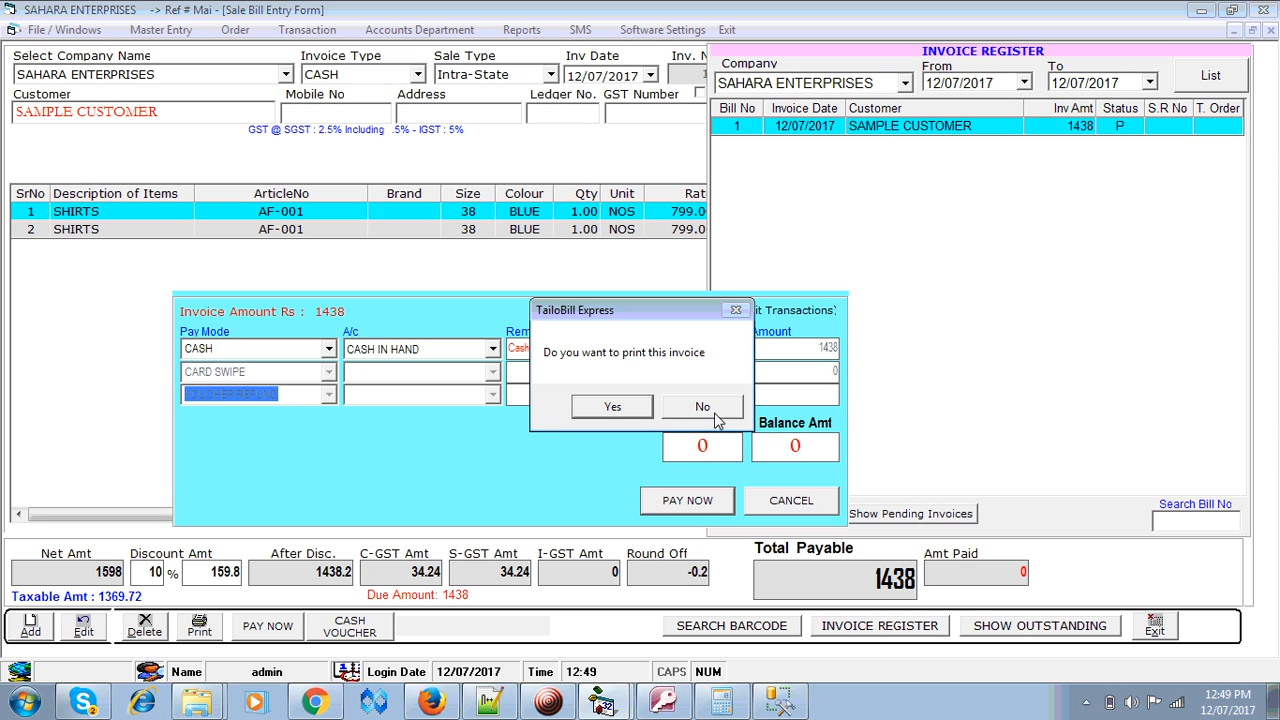 SAHARA ENTERPRISES -> Ref # Mai - [Sale Bill Entry Form]
File / Windows Master Entry Order Transaction Accounts Department Reports SMS Software Settings Exit
Select Company Name Invoice Type Sale Type Inv Date Inv. N
SAHARA ENTERPRISES CASH Intra-State 12/07/2017
Customer Mobile No Address Ledger No. GST Number
SAMPLE CUSTOMER
GST @ SGST : 2.5% Including .5% - IGST : 5%
INVOICE REGISTER
Company From To
SAHARA ENTERPRISES 12/07/2017 12/07/2017 List
Bill No Invoice Date Customer Inv Amt Status S.R No T. Order
1 12/07/2017 SAMPLE CUSTOMER 1438 P
SrNo Description of Items ArticleNo Brand Size Colour Qty Unit Rat
1 SHIRTS AF-001 38 BLUE 1.00 NOS 799.0
2 SHIRTS AF-001 38 BLUE 1.00 NOS 799.0
Invoice Amount Rs : 1438
it Transactions)
Pay Mode A/c Rem Amount
CASH CASH IN HAND Cash 1438
CARD SWIPE 0
TailoBill Express
Do you want to print this invoice
Yes No
Balance Amt
0 0
PAY NOW CANCEL
Show Pending Invoices
Search Bill No
Net Amt Discount Amt After Disc. C-GST Amt S-GST Amt I-GST Amt Round Off Total Payable Amt Paid
1598 10 % 159.8 1438.2 34.24 34.24 0 -0.2 1438 0
Taxable Amt : 1369.72 Due Amount: 1438
Add Edit Delete Print PAY NOW CASH VOUCHER SEARCH BARCODE INVOICE REGISTER SHOW OUTSTANDING Exit
Name admin Login Date 12/07/2017 Time 12:49 CAPS NUM
12:49 PM
12/07/2017